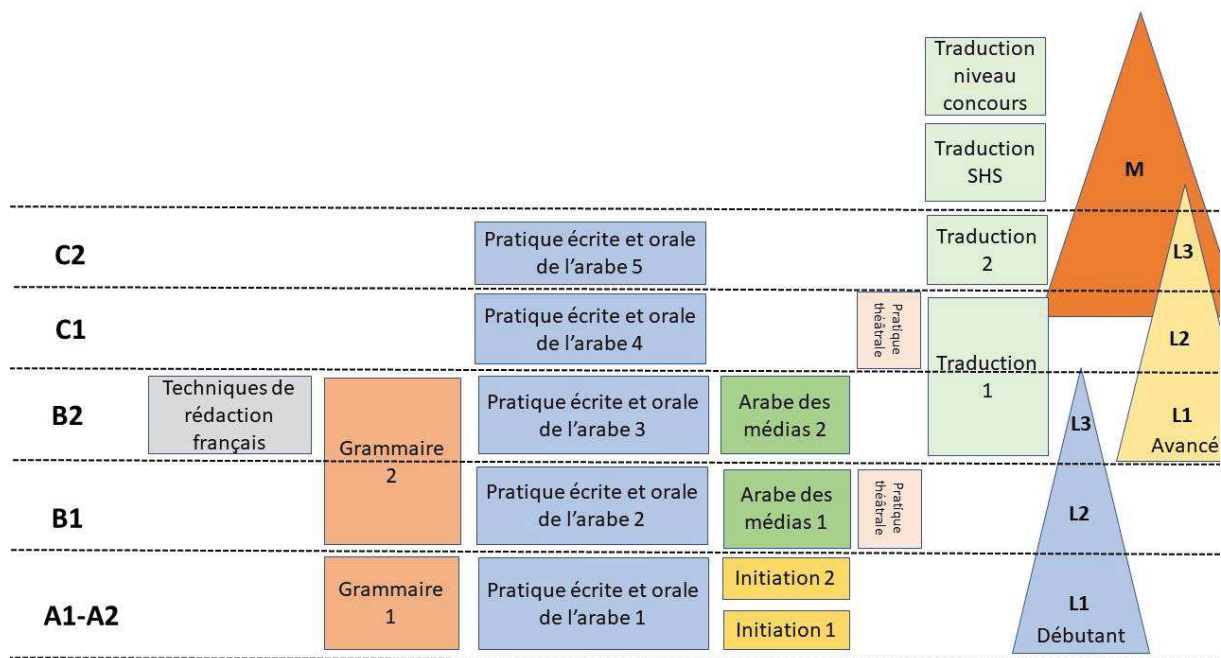 Traduction
niveau
concours
Traduction
SHS
M
C2
Pratique écrite et orale
de l'arabe 5
Traduction
2
L3
C1
Pratique écrite et orale
de l'arabe 4
Pratique
théâtrale
Traduction
1
L2
B2
Techniques de
rédaction
français
Grammaire
2
Pratique écrite et orale
de l'arabe 3
Arabe des
médias 2
L3
L1
Avancé
B1
Pratique écrite et orale
de l'arabe 2
Arabe des
médias 1
Pratique
théâtrale
L2
A1-A2
Grammaire
1
Pratique écrite et orale
de l'arabe 1
Initiation 2
Initiation 1
L1
Débutant